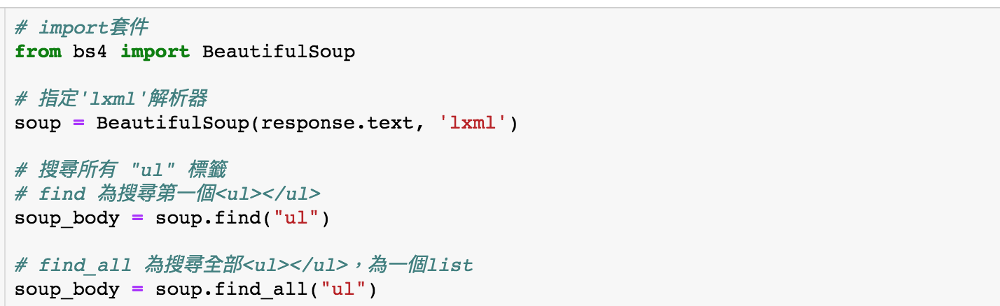 # import套件
from bs4 import BeautifulSoup
# 指定'lxml'解析器
soup = BeautifulSoup(response.text, 'lxml')
# 搜尋所有 "ul" 標籤
# find 為搜尋第一個<ul></ul>
soup_body = soup.find("ul")
# find_all 為搜尋全部<ul></ul>，為一個list
soup_body = soup.find_all("ul")